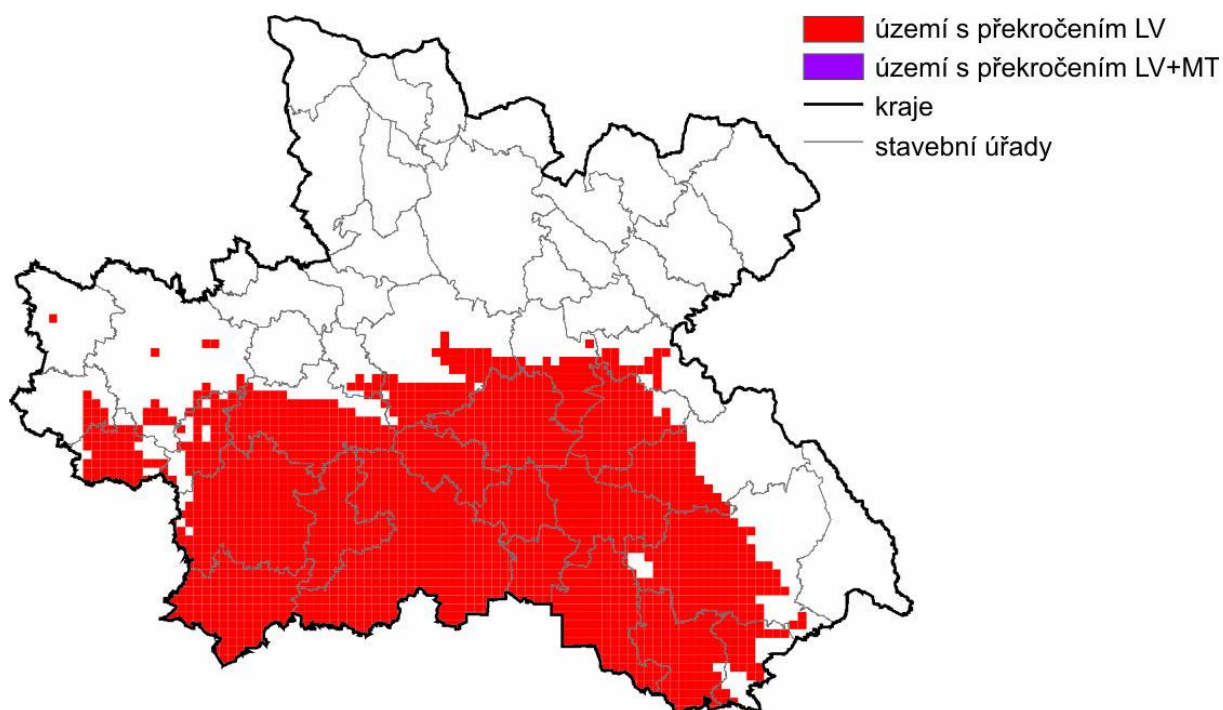 území s překročením LV
území s překročením LV+MT
kraje
stavební úřady